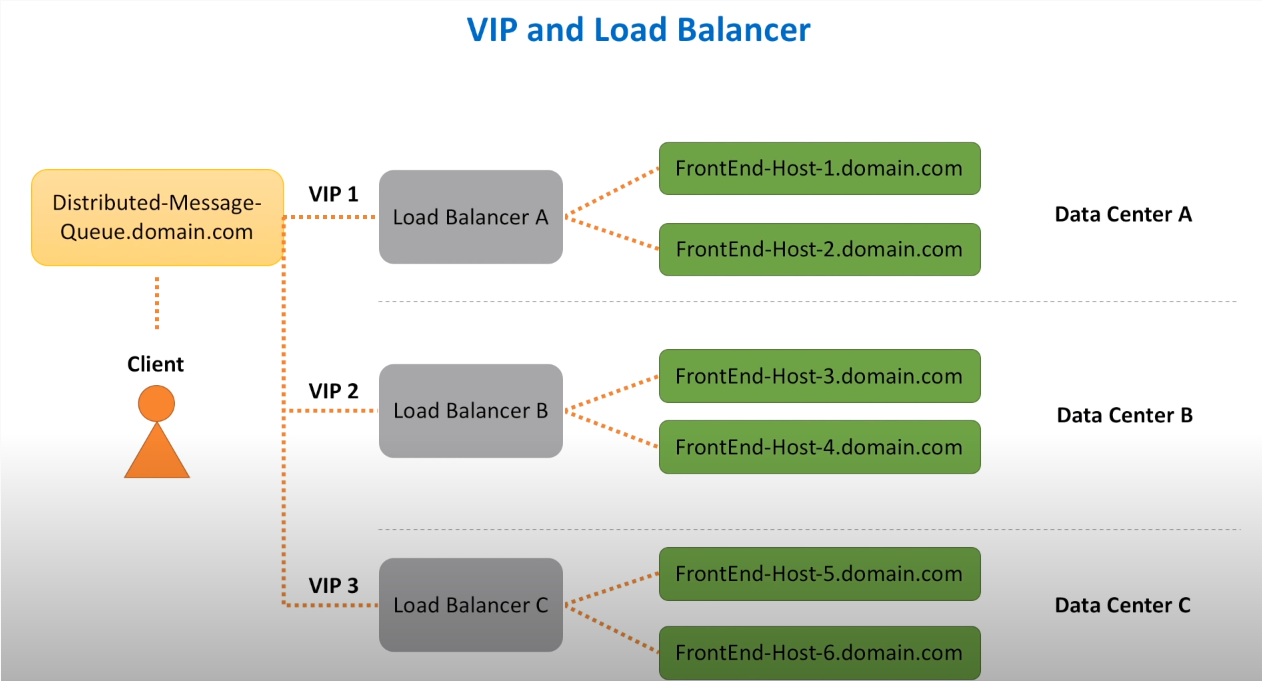 VIP and Load Balancer
Distributed-Message-
Queue.domain.com
Client
VIP 1
Load Balancer A
FrontEnd-Host-1.domain.com
FrontEnd-Host-2.domain.com
Data Center A
VIP 2
Load Balancer B
FrontEnd-Host-3.domain.com
FrontEnd-Host-4.domain.com
Data Center B
VIP 3
Load Balancer C
FrontEnd-Host-5.domain.com
FrontEnd-Host-6.domain.com
Data Center C